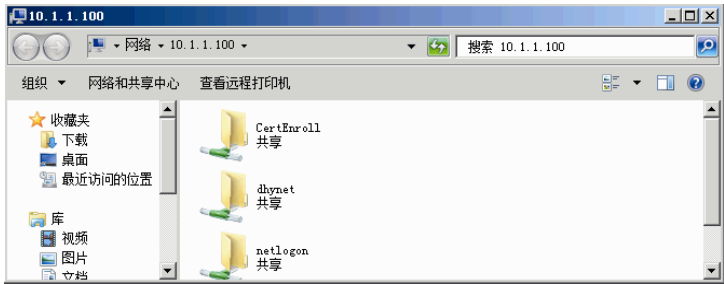 10.1.1.100
网络 10.1.1.100
搜索 10.1.1.100
组织 网络和共享中心 查看远程打印机
收藏夹
下载
桌面
最近访问的位置
库
视频
图片
文档
CertEnroll
共享
dhynet
共享
netlogon
共享